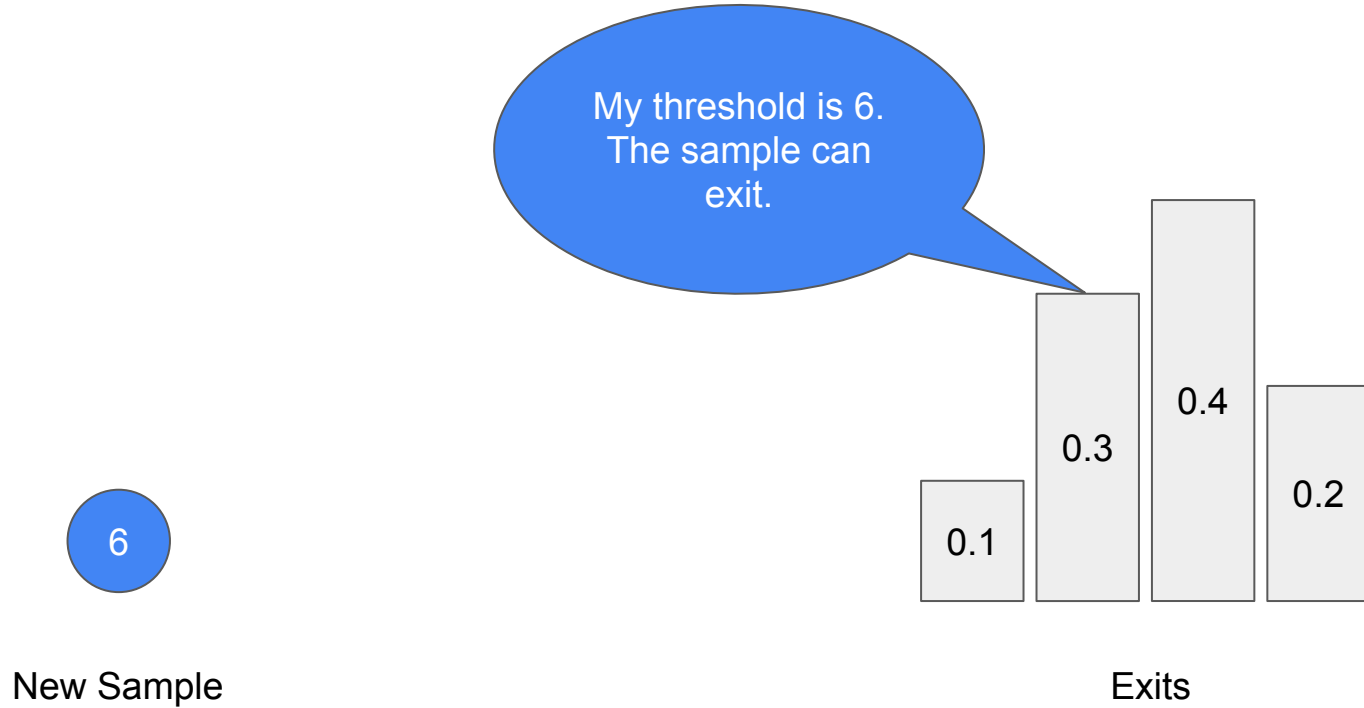 My threshold is 6.
The sample can
exit.
0.4
0.3
0.2
6
0.1
New Sample
Exits